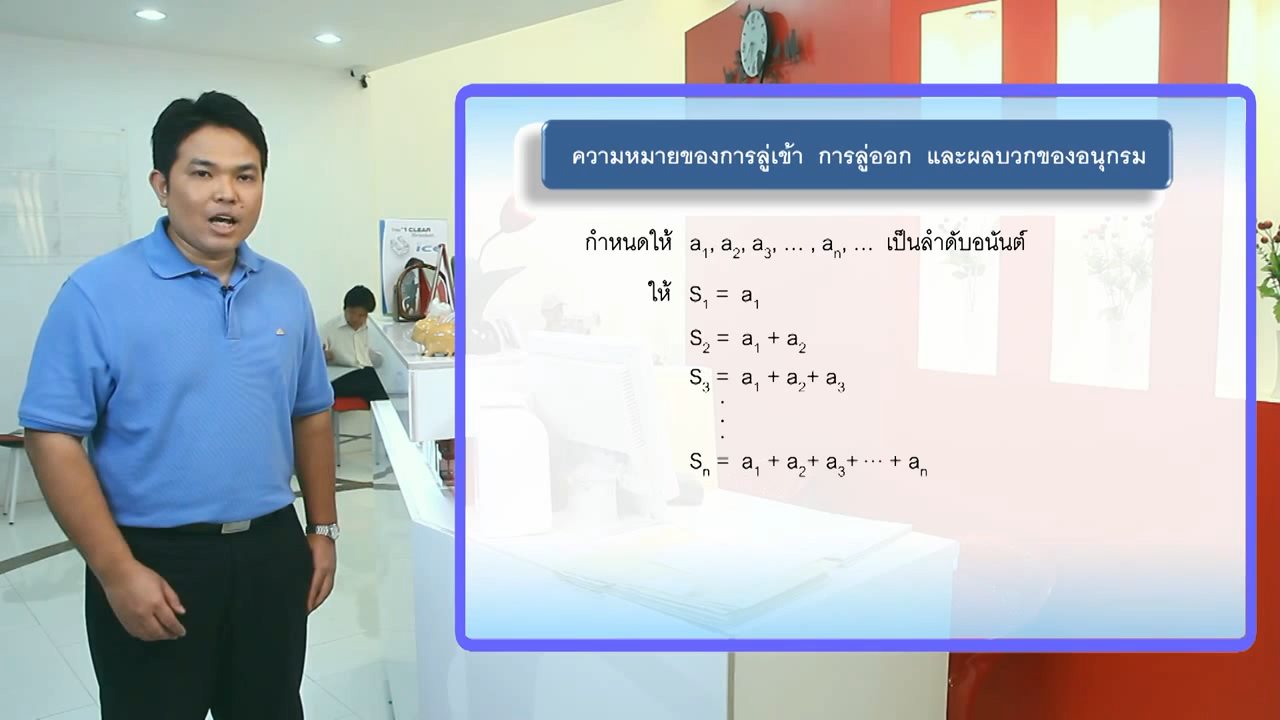 ความหมายของการลู่เข้า การลู่ออก และผลบวกของอนุกรม
กำหนดให้ a₁, a₂, a₃, … , aₙ, … เป็นลำดับอนันต์
ให้ S₁ = a₁
S₂ = a₁ + a₂
S₃ = a₁ + a₂+ a₃
.
.
.
Sₙ = a₁ + a₂+ a₃+ ··· + aₙ
CLEAR
ice